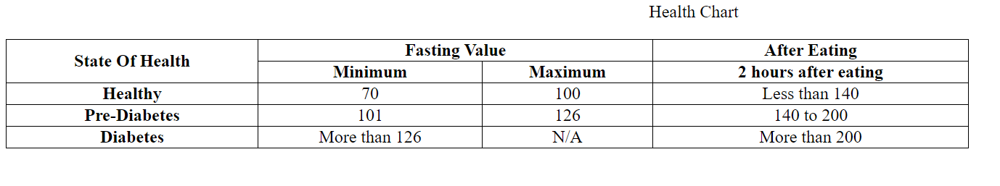 Health Chart
State Of Health Fasting Value After Eating
Minimum Maximum 2 hours after eating
Healthy 70 100 Less than 140
Pre-Diabetes 101 126 140 to 200
Diabetes More than 126 N/A More than 200